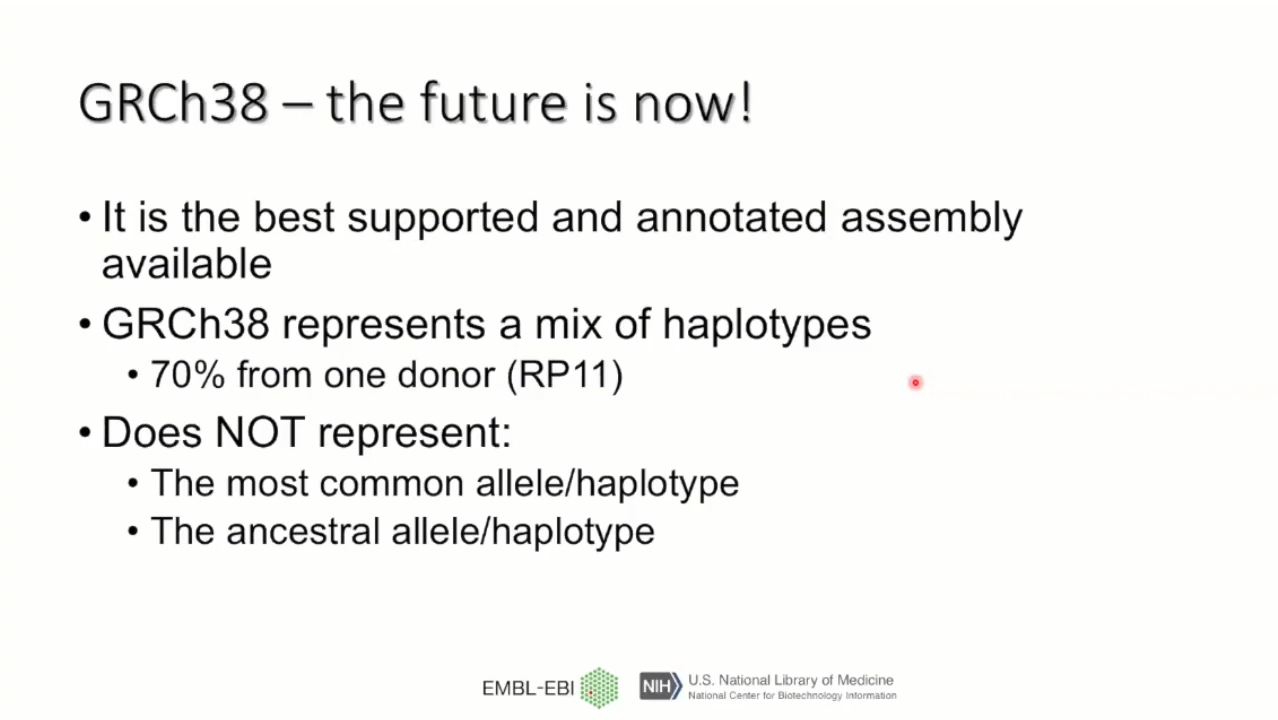 GRCh38 – the future is now!
• It is the best supported and annotated assembly
available
• GRCh38 represents a mix of haplotypes
• 70% from one donor (RP11)
• Does NOT represent:
• The most common allele/haplotype
• The ancestral allele/haplotype
EMBL-EBI
NIH
U.S. National Library of Medicine
National Center for Biotechnology Information